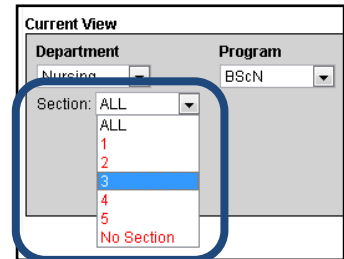 Current View
Department Program
Nursing BScN
Section: ALL
ALL
1
2
3
4
5
No Section